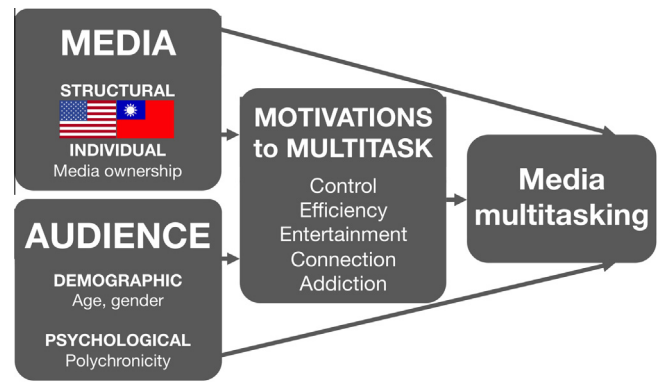 MEDIA
STRUCTURAL
INDIVIDUAL
Media ownership
AUDIENCE
DEMOGRAPHIC
Age, gender
PSYCHOLOGICAL
Polychronicity
MOTIVATIONS
to MULTITASK
Control
Efficiency
Entertainment
Connection
Addiction
Media
multitasking